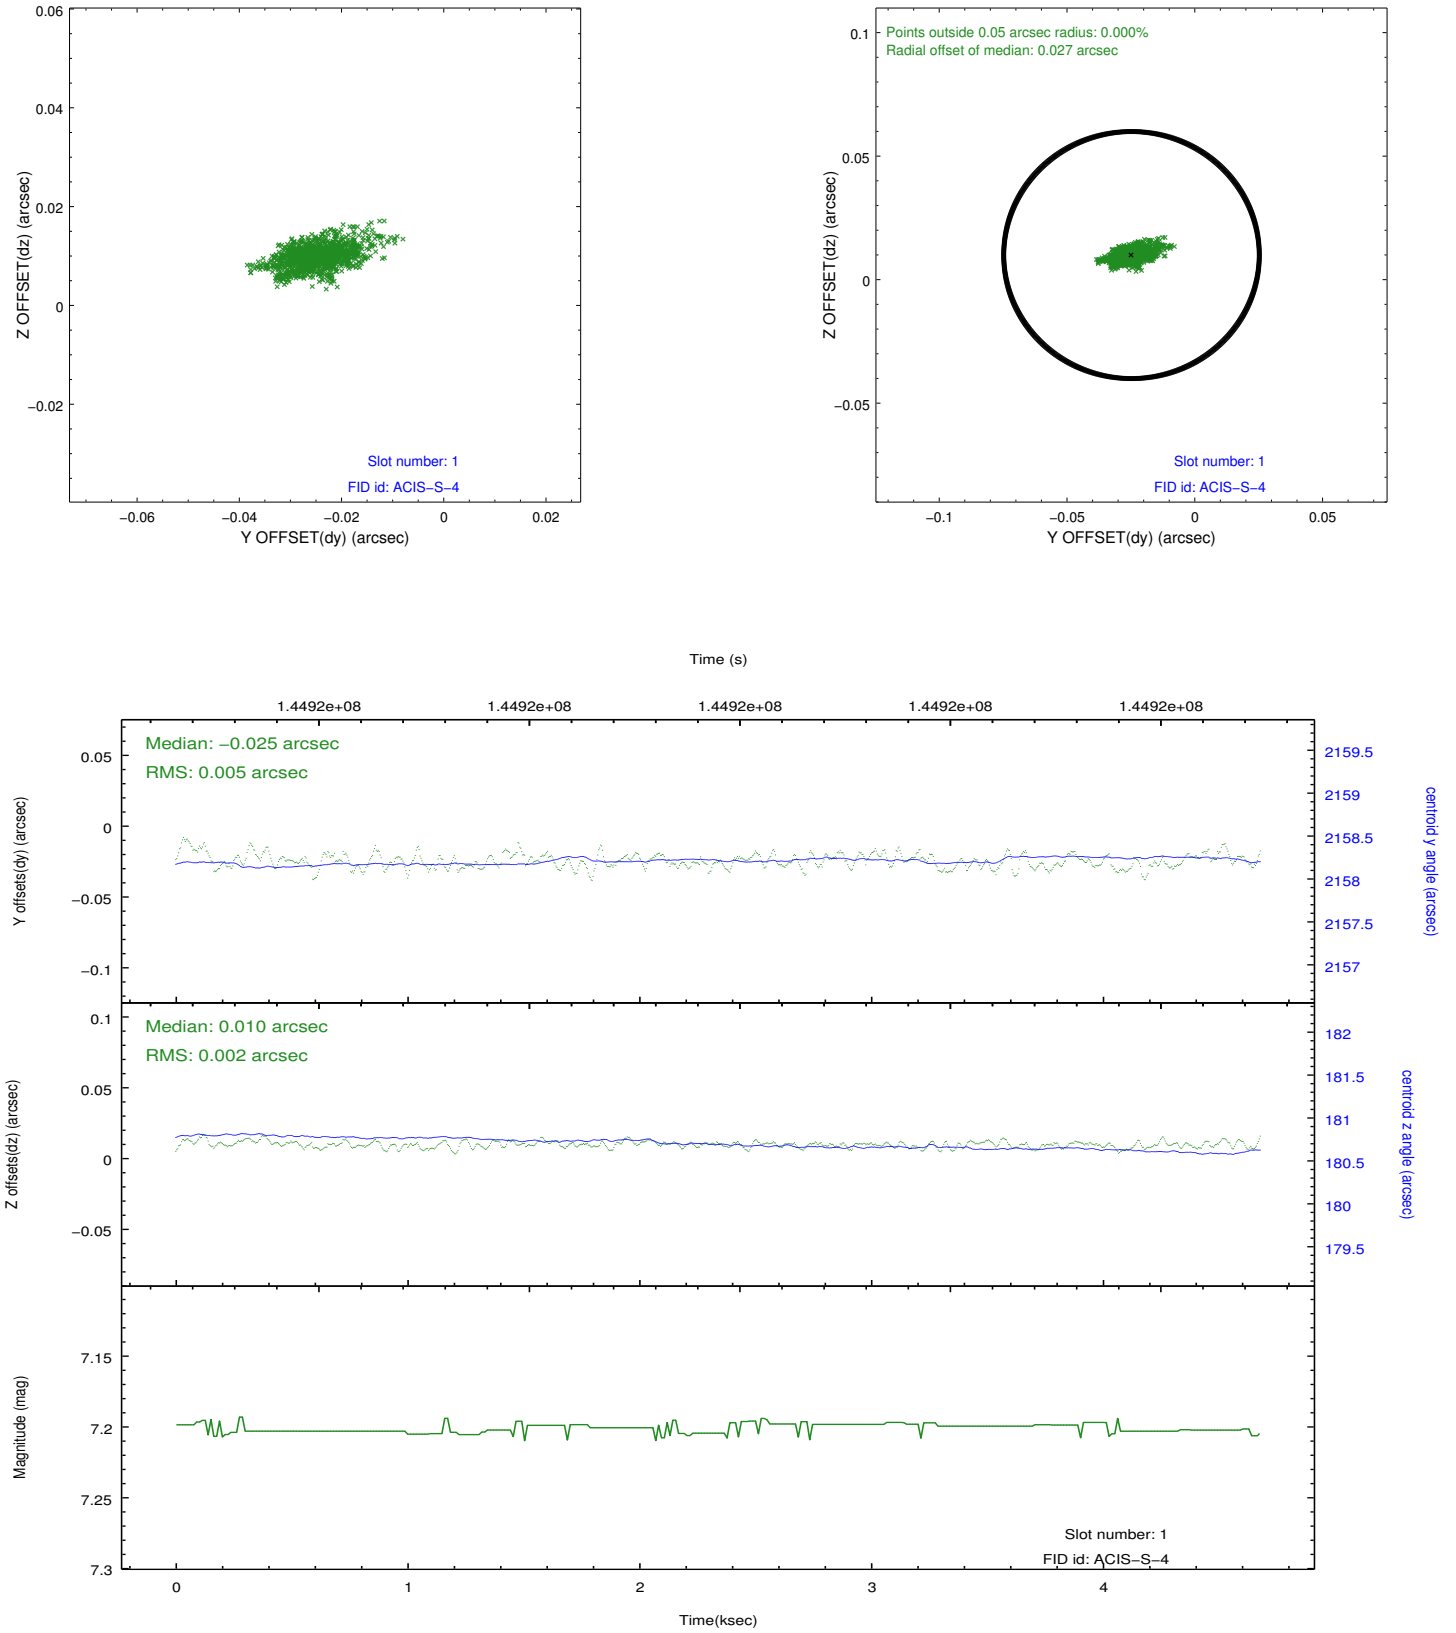 0.06
0.04
0.02
0
−0.02
Z OFFSET(dz) (arcsec)
Slot number: 1
FID id: ACIS−S−4
−0.06 −0.04 −0.02 0 0.02
Y OFFSET(dy) (arcsec)
Points outside 0.05 arcsec radius: 0.000%
Radial offset of median: 0.027 arcsec
0.1
0.05
0
−0.05
Z OFFSET(dz) (arcsec)
Slot number: 1
FID id: ACIS−S−4
−0.1 −0.05 0 0.05
Y OFFSET(dy) (arcsec)
Time (s)
1.4492e+08 1.4492e+08 1.4492e+08 1.4492e+08 1.4492e+08
Median: −0.025 arcsec
RMS: 0.005 arcsec
0.05
0
−0.05
−0.1
Y offsets(dy) (arcsec)
2159.5
2159
2158.5
2158
2157.5
2157
centroid y angle (arcsec)
Median: 0.010 arcsec
RMS: 0.002 arcsec
0.1
0.05
0
−0.05
Z offsets(dz) (arcsec)
182
181.5
181
180.5
180
179.5
centroid z angle (arcsec)
7.15
7.2
7.25
7.3
Magnitude (mag)
Slot number: 1
FID id: ACIS−S−4
0 1 2 3 4
Time(ksec)